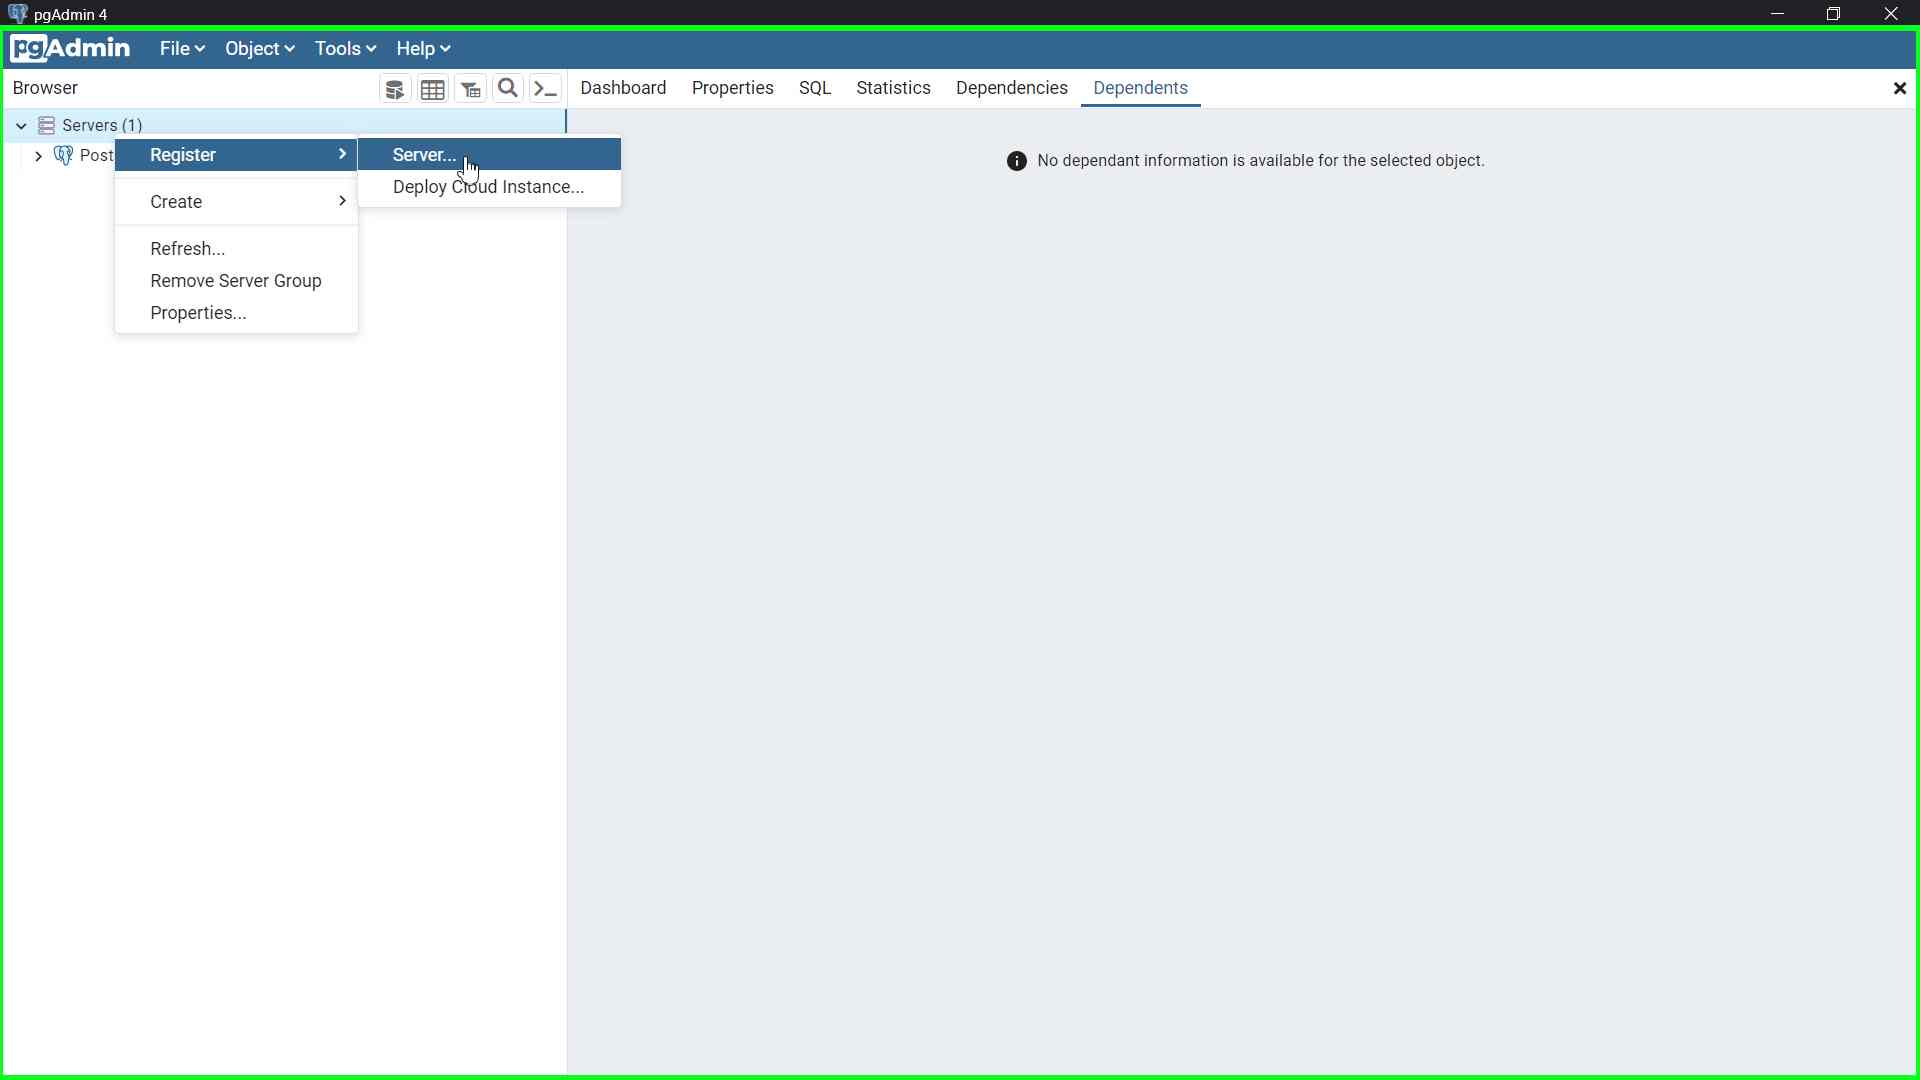 pgAdmin 4
pgAdmin File Object Tools Help
Browser
Dashboard Properties SQL Statistics Dependencies Dependents
Servers (1)
Post
Register
Create
Refresh...
Remove Server Group
Properties...
Server...
Deploy Cloud Instance...
No dependant information is available for the selected object.